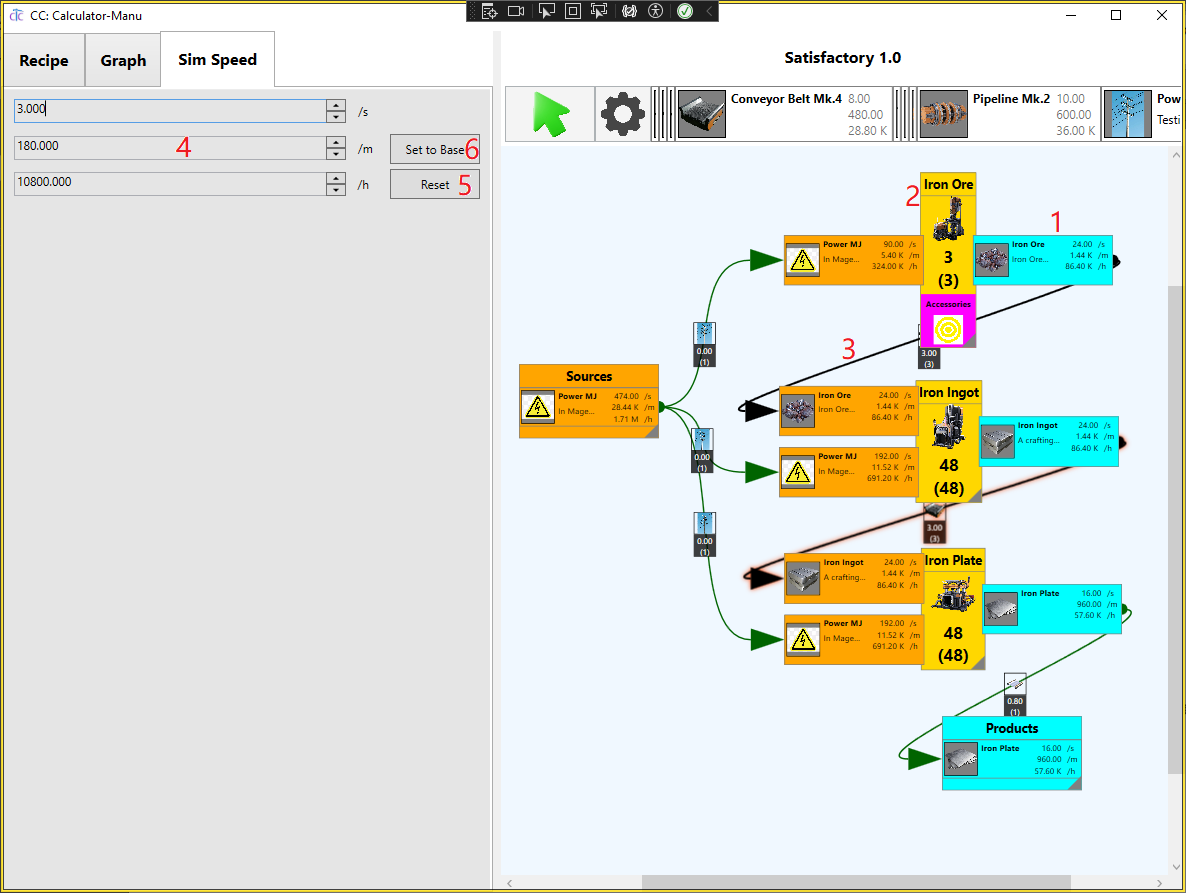 CC: Calculator-Manu
Recipe
Graph
Sim Speed
3.000
/s
180.000
4
/m
Set to Base
6
10800.000
/h
Reset
5
Satisfactory 1.0
Conveyor Belt Mk.4
8.00
480.00
28.80 K
Pipeline Mk.2
10.00
600.00
36.00 K
Pow
Testi
Iron Ore
2
3
(3)
Accessories
Power MJ 90.00 /s
In Mage... 5.40 K /m
324.00 K /h
1
Iron Ore 24.00 /s
Iron Ore... 1.44 K /m
86.40 K /h
0.00
(1)
3.00
(3)
3
Sources
Power MJ 474.00 /s
In Mage... 28.44 K /m
1.71 M /h
Iron Ore 24.00 /s
Iron Ore... 1.44 K /m
86.40 K /h
Iron Ingot
48
(48)
Iron Ingot 24.00 /s
A crafting... 1.44 K /m
86.40 K /h
0.00
(1)
Power MJ 192.00 /s
In Mage... 11.52 K /m
691.20 K /h
3.00
(3)
0.00
(1)
Iron Ingot 24.00 /s
A crafting... 1.44 K /m
86.40 K /h
Iron Plate
48
(48)
Iron Plate 16.00 /s
960.00 /m
57.60 K /h
Power MJ 192.00 /s
In Mage... 11.52 K /m
691.20 K /h
0.80
(1)
Products
Iron Plate 16.00 /s
960.00 /m
57.60 K /h